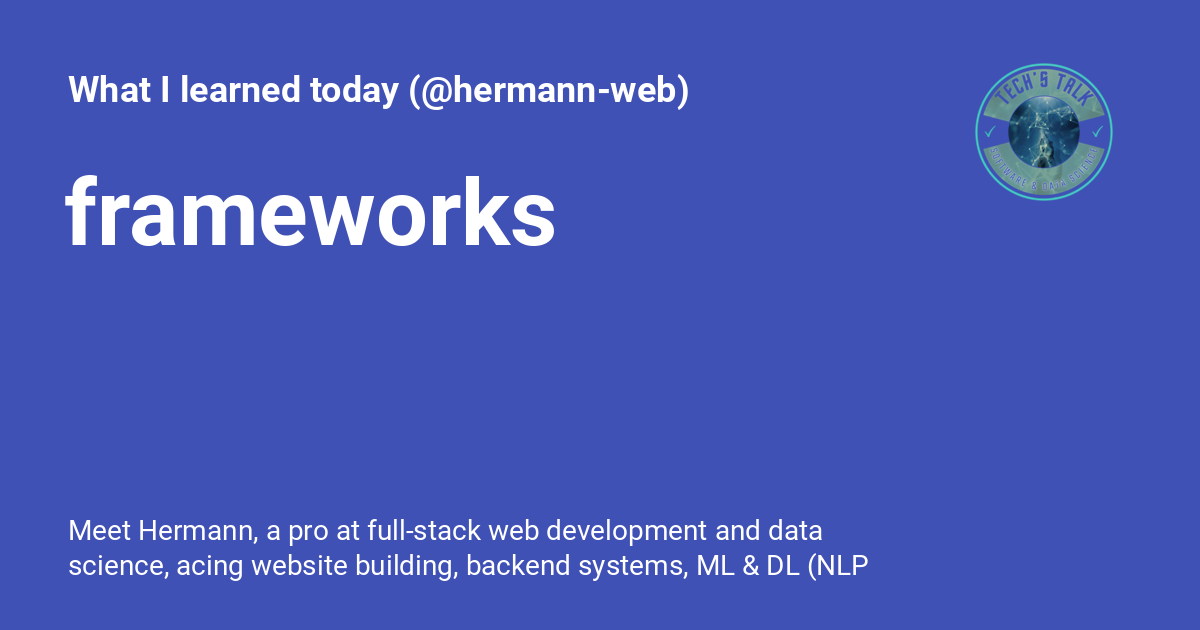 What I learned today (@hermann-web)
TECH'S TALK
SOFTWARE & DATA SCIENCE
frameworks
Meet Hermann, a pro at full-stack web development and data
science, acing website building, backend systems, ML & DL (NLP